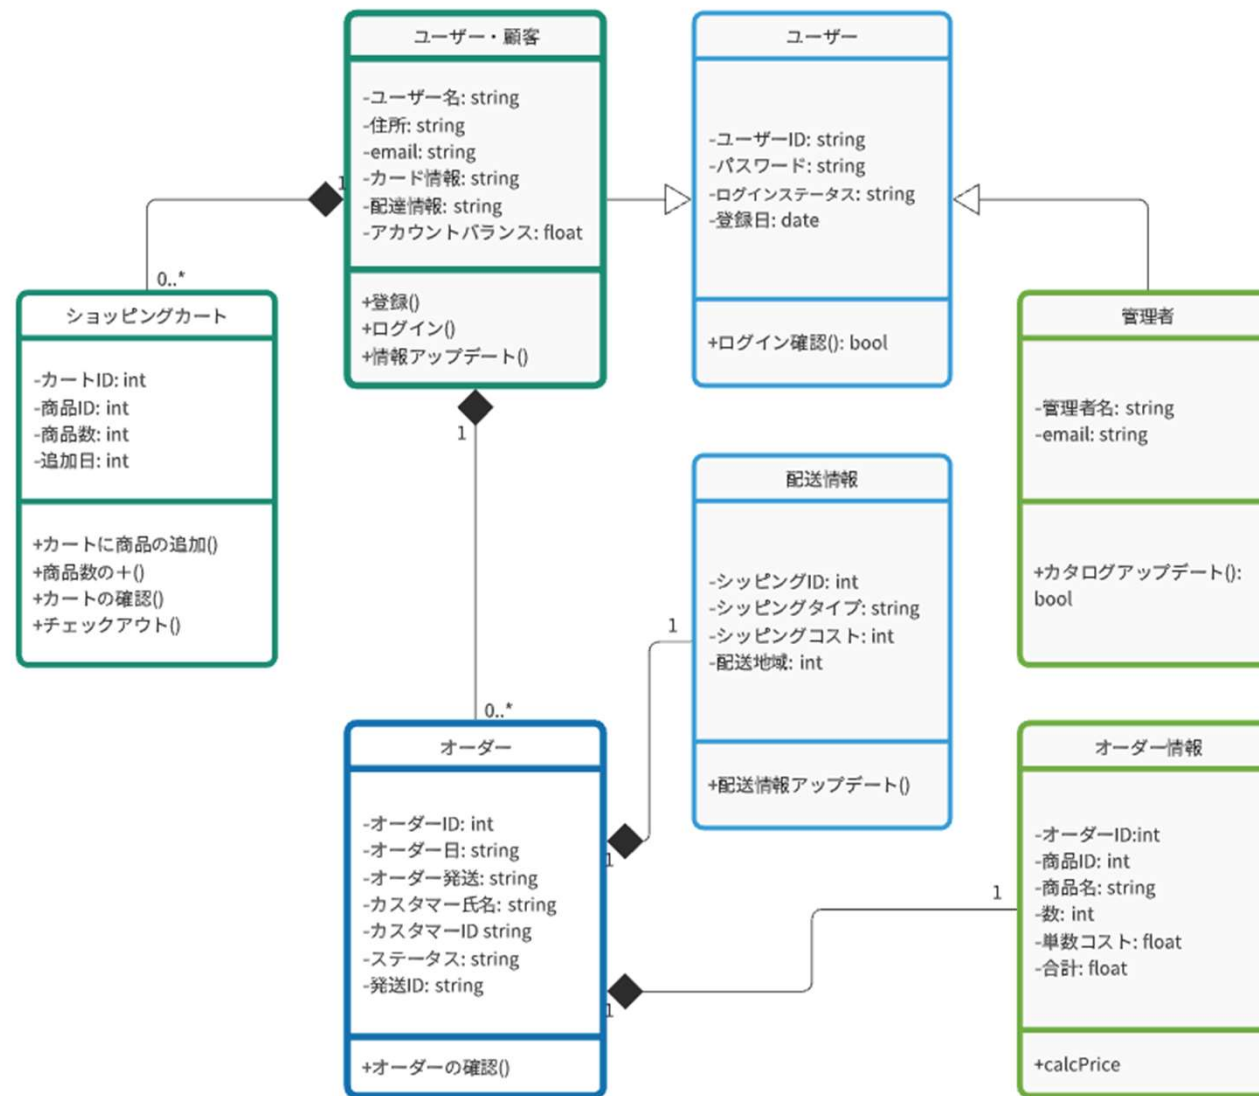 ユーザー・顧客
-ユーザー名: string
-住所: string
-email: string
-カード情報: string
-配達情報: string
-アカウントバランス: float
+登録()
+ログイン()
+情報アップデート()
ユーザー
-ユーザーID: string
-パスワード: string
-ログインステータス: string
-登録日: date
+ログイン確認(): bool
1
0..*
ショッピングカート
-カートID: int
-商品ID: int
-商品数: int
-追加日: int
+カートに商品の追加()
+商品数の＋()
+カートの確認()
+チェックアウト()
管理者
-管理者名: string
-email: string
+カタログアップデート():
bool
1
0..*
配送情報
-シッピングID: int
-シッピングタイプ: string
-シッピングコスト: int
-配送地域: int
+配送情報アップデート()
1
1
オーダー
-オーダーID: int
-オーダー日: string
-オーダー発送: string
-カスタマー氏名: string
-カスタマーID string
-ステータス: string
-発送ID: string
+オーダーの確認()
1
1
オーダー情報
-オーダーID:int
-商品ID: int
-商品名: string
-数: int
-単数コスト: float
-合計: float
+calcPrice